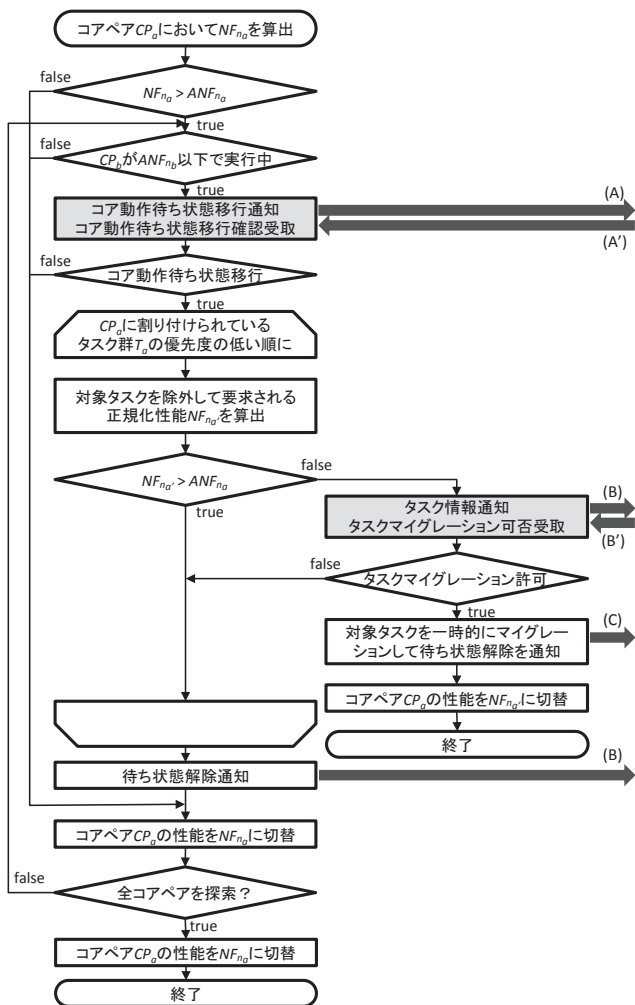 コアペアCPaにおいてNFnaを算出
false
NFna > ANFna
true
false
CPbがANFnb以下で実行中
true
コア動作待ち状態移行通知
コア動作待ち状態移行確認受取
(A)
(A')
false
コア動作待ち状態移行
true
CPaに割り付けられている
タスク群Taの優先度の低い順に
対象タスクを除外して要求される
正規化性能NFna'を算出
false
NFna' > ANFna
true
タスク情報通知
タスクマイグレーション可否受取
(B)
(B')
false
タスクマイグレーション許可
true
対象タスクを一時的にマイグレー
ションして待ち状態解除を通知
(C)
コアペアCPaの性能をNFna'に切替
終了
待ち状態解除通知
(B)
コアペアCPaの性能をNFnaに切替
false
全コアペアを探索？
true
コアペアCPaの性能をNFnaに切替
終了